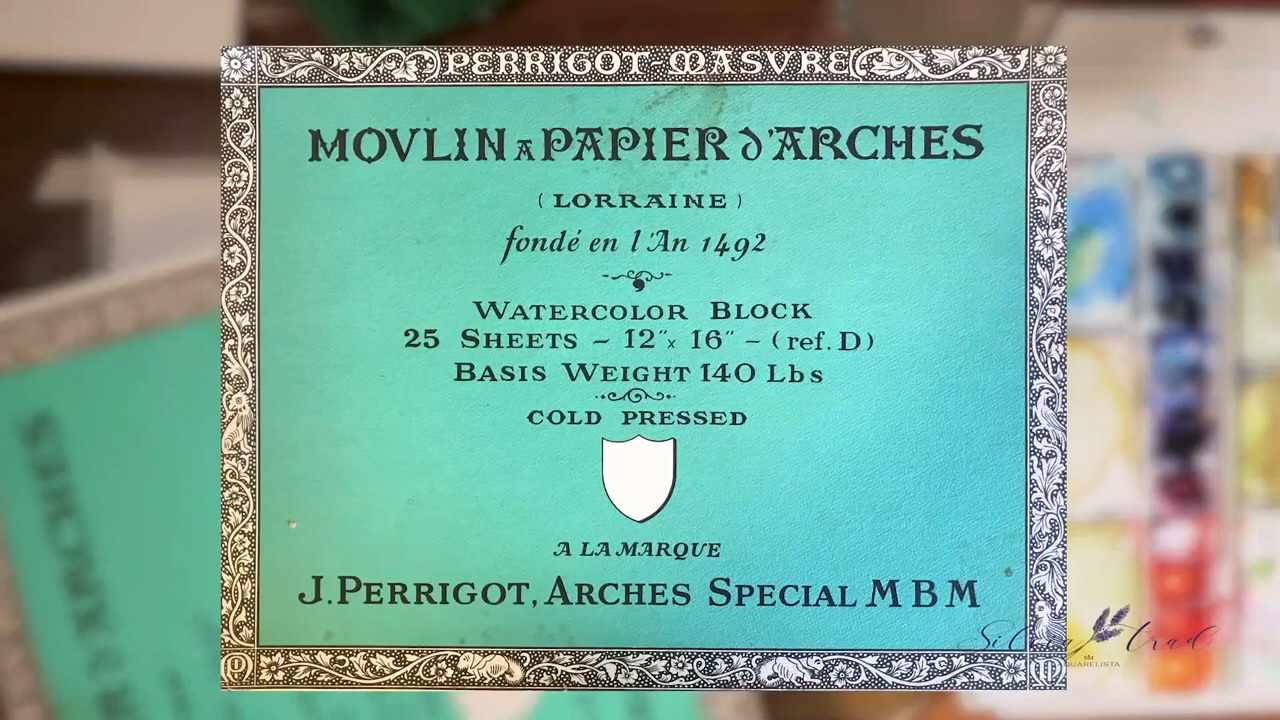 PERRIGOT-MASVRE
MOVLIN A PAPIER d'ARCHES
(LORRAINE)
fondé en l'An 1492
WATERCOLOR BLOCK
25 SHEETS – 12" x 16" – (ref. D)
BASIS WEIGHT 140 Lbs
COLD PRESSED
A LA MARQUE
J. PERRIGOT, ARCHES SPECIAL M B M
D'ARCHES